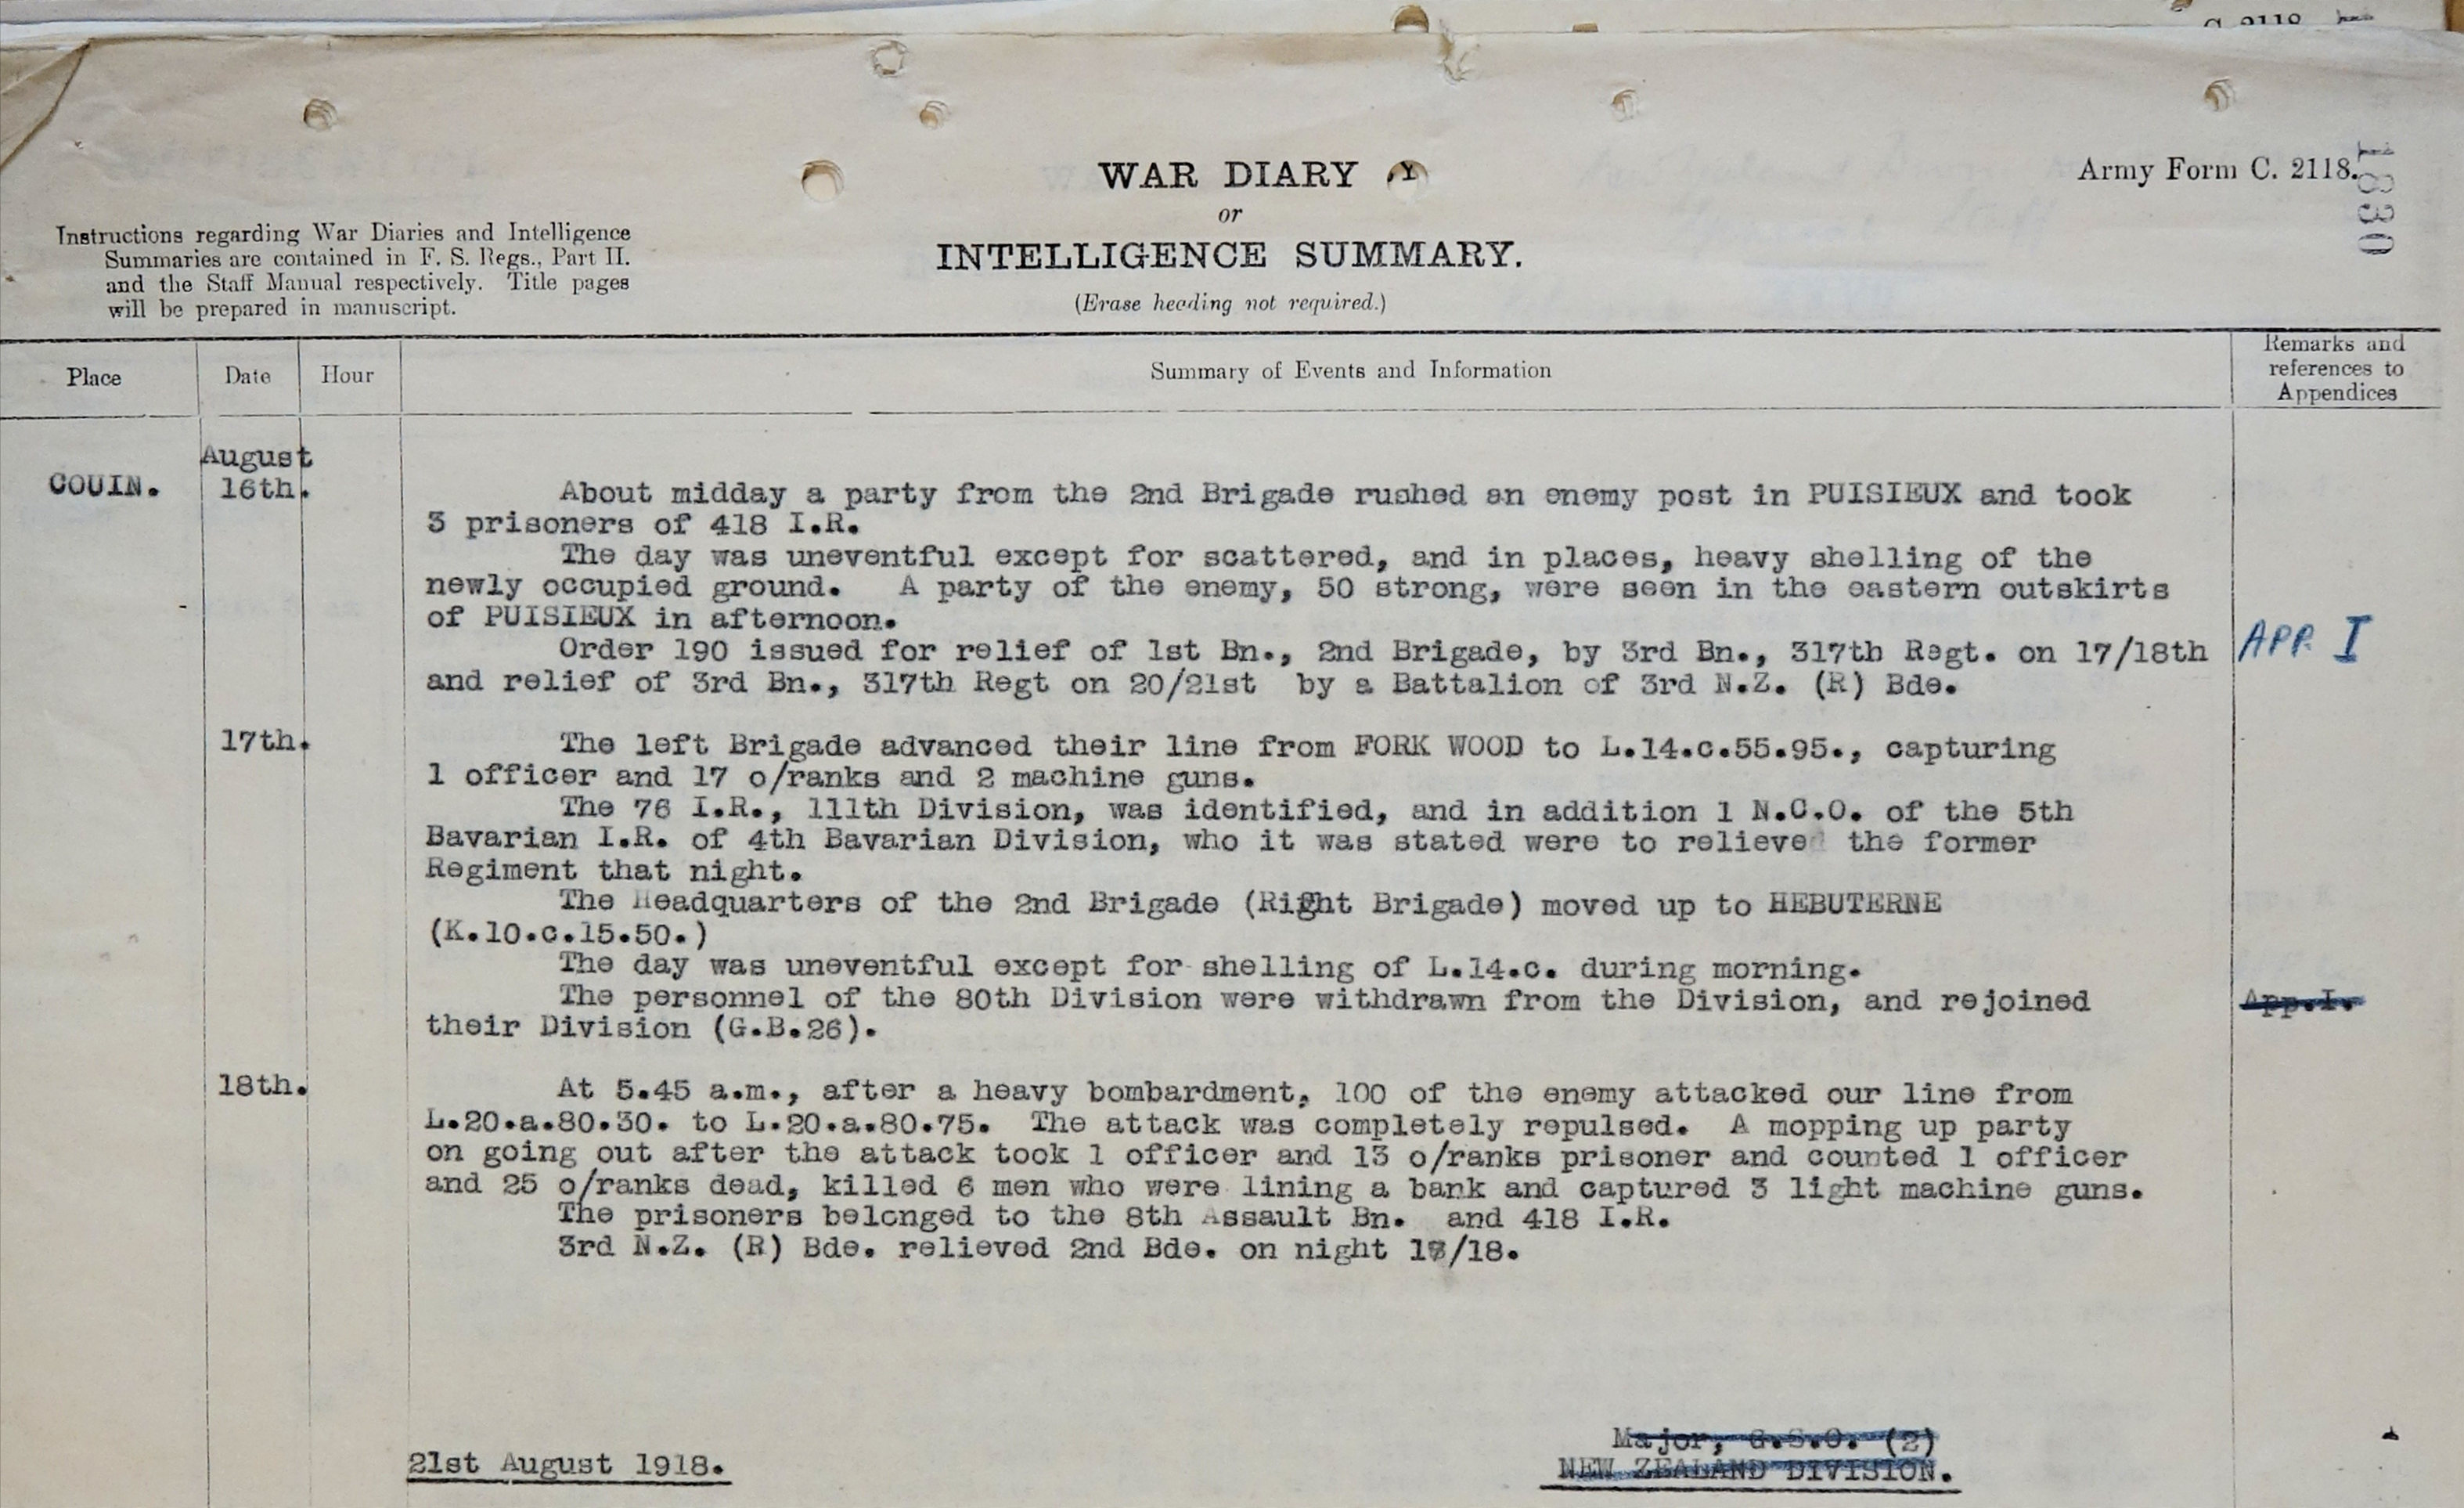 C. 2118
WAR DIARY Y
Army Form C. 2118.
1830
or
INTELLIGENCE SUMMARY.
(Erase heading not required.)
Instructions regarding War Diaries and Intelligence
Summaries are contained in F. S. Regs., Part II.
and the Staff Manual respectively. Title pages
will be prepared in manuscript.
Place
Date
Hour
Summary of Events and Information
Remarks and
references to
Appendices
August
COUIN. 16th.
About midday a party from the 2nd Brigade rushed an enemy post in PUISIEUX and took
3 prisoners of 418 I.R.
The day was uneventful except for scattered, and in places, heavy shelling of the
newly occupied ground. A party of the enemy, 50 strong, were seen in the eastern outskirts
of PUISIEUX in afternoon.
Order 190 issued for relief of 1st Bn., 2nd Brigade, by 3rd Bn., 317th Regt. on 17/18th APP. I
and relief of 3rd Bn., 317th Regt on 20/21st by a Battalion of 3rd N.Z. (R) Bde.
17th. The left Brigade advanced their line from FORK WOOD to L.14.c.55.95., capturing
1 officer and 17 o/ranks and 2 machine guns.
The 76 I.R., 111th Division, was identified, and in addition 1 N.C.O. of the 5th
Bavarian I.R. of 4th Bavarian Division, who it was stated were to relieve the former
Regiment that night.
The Headquarters of the 2nd Brigade (Right Brigade) moved up to HEBUTERNE
(K.10.c.15.50.)
The day was uneventful except for shelling of L.14.c. during morning.
The personnel of the 80th Division were withdrawn from the Division, and rejoined App.I.
their Division (G.B.26).
18th. At 5.45 a.m., after a heavy bombardment, 100 of the enemy attacked our line from
L.20.a.80.30. to L.20.a.80.75. The attack was completely repulsed. A mopping up party
on going out after the attack took 1 officer and 13 o/ranks prisoner and counted 1 officer
and 25 o/ranks dead, killed 6 men who were lining a bank and captured 3 light machine guns.
The prisoners belonged to the 8th Assault Bn. and 418 I.R.
3rd N.Z. (R) Bde. relieved 2nd Bde. on night 17/18.
Major, G.S.O. (2)
21st August 1918. NEW ZEALAND DIVISION.